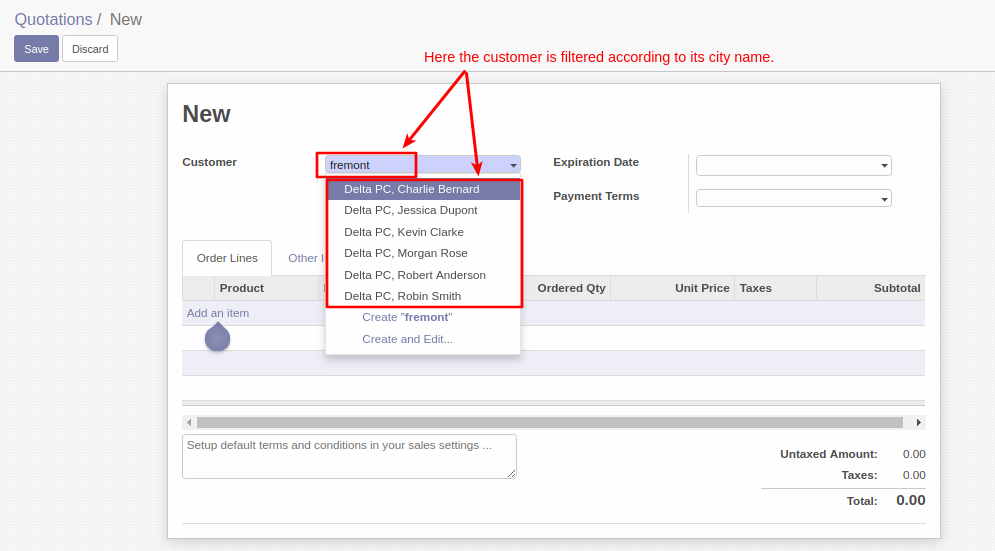 Quotations / New
Save Discard
Here the customer is filtered according to its city name.
New
Customer fremont Expiration Date
Delta PC, Charlie Bernard
Payment Terms
Delta PC, Jessica Dupont
Delta PC, Kevin Clarke
Delta PC, Morgan Rose
Order Lines Other
Delta PC, Robert Anderson
Product Ordered Qty Unit Price Taxes Subtotal
Delta PC, Robin Smith
Add an item Create "fremont"
Create and Edit...
Setup default terms and conditions in your sales settings ...
Untaxed Amount: 0.00
Taxes: 0.00
Total: 0.00